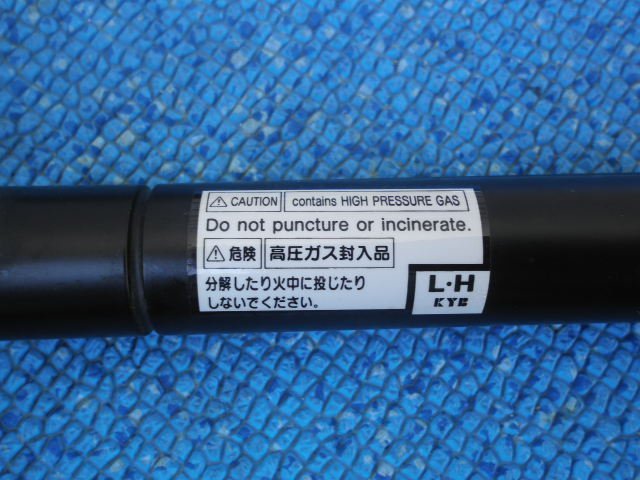 ⚠ CAUTION contains HIGH PRESSURE GAS
Do not puncture or incinerate.
⚠ 危険 高圧ガス封入品
分解したり火中に投じたり
しないでください。
L・H
KYB